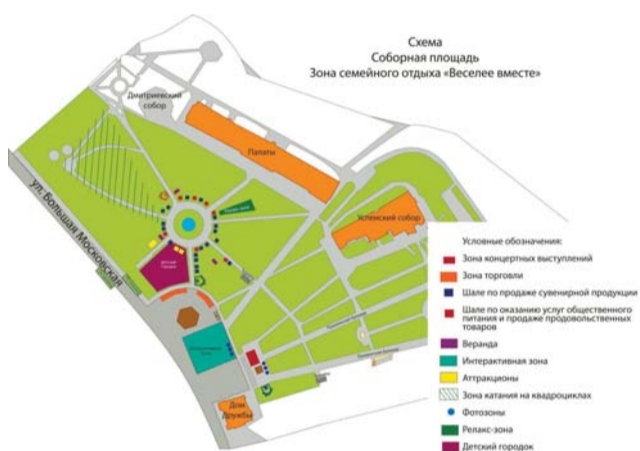 Схема
Соборная площадь
Зона семейного отдыха «Веселее вместе»
Дмитриевский
собор
Палаты
Успенский собор
ул. Большая Московская
Детский
городок
Дом
Дружбы
Условные обозначения:
Зона концертных выступлений
Зона торговли
Шале по продаже сувенирной продукции
Шале по оказанию услуг общественного
питания и продаже продовольственных
товаров
Веранда
Интерактивная зона
Аттракционы
Зона катания на квадроциклах
Фотозоны
Релакс-зона
Детский городок